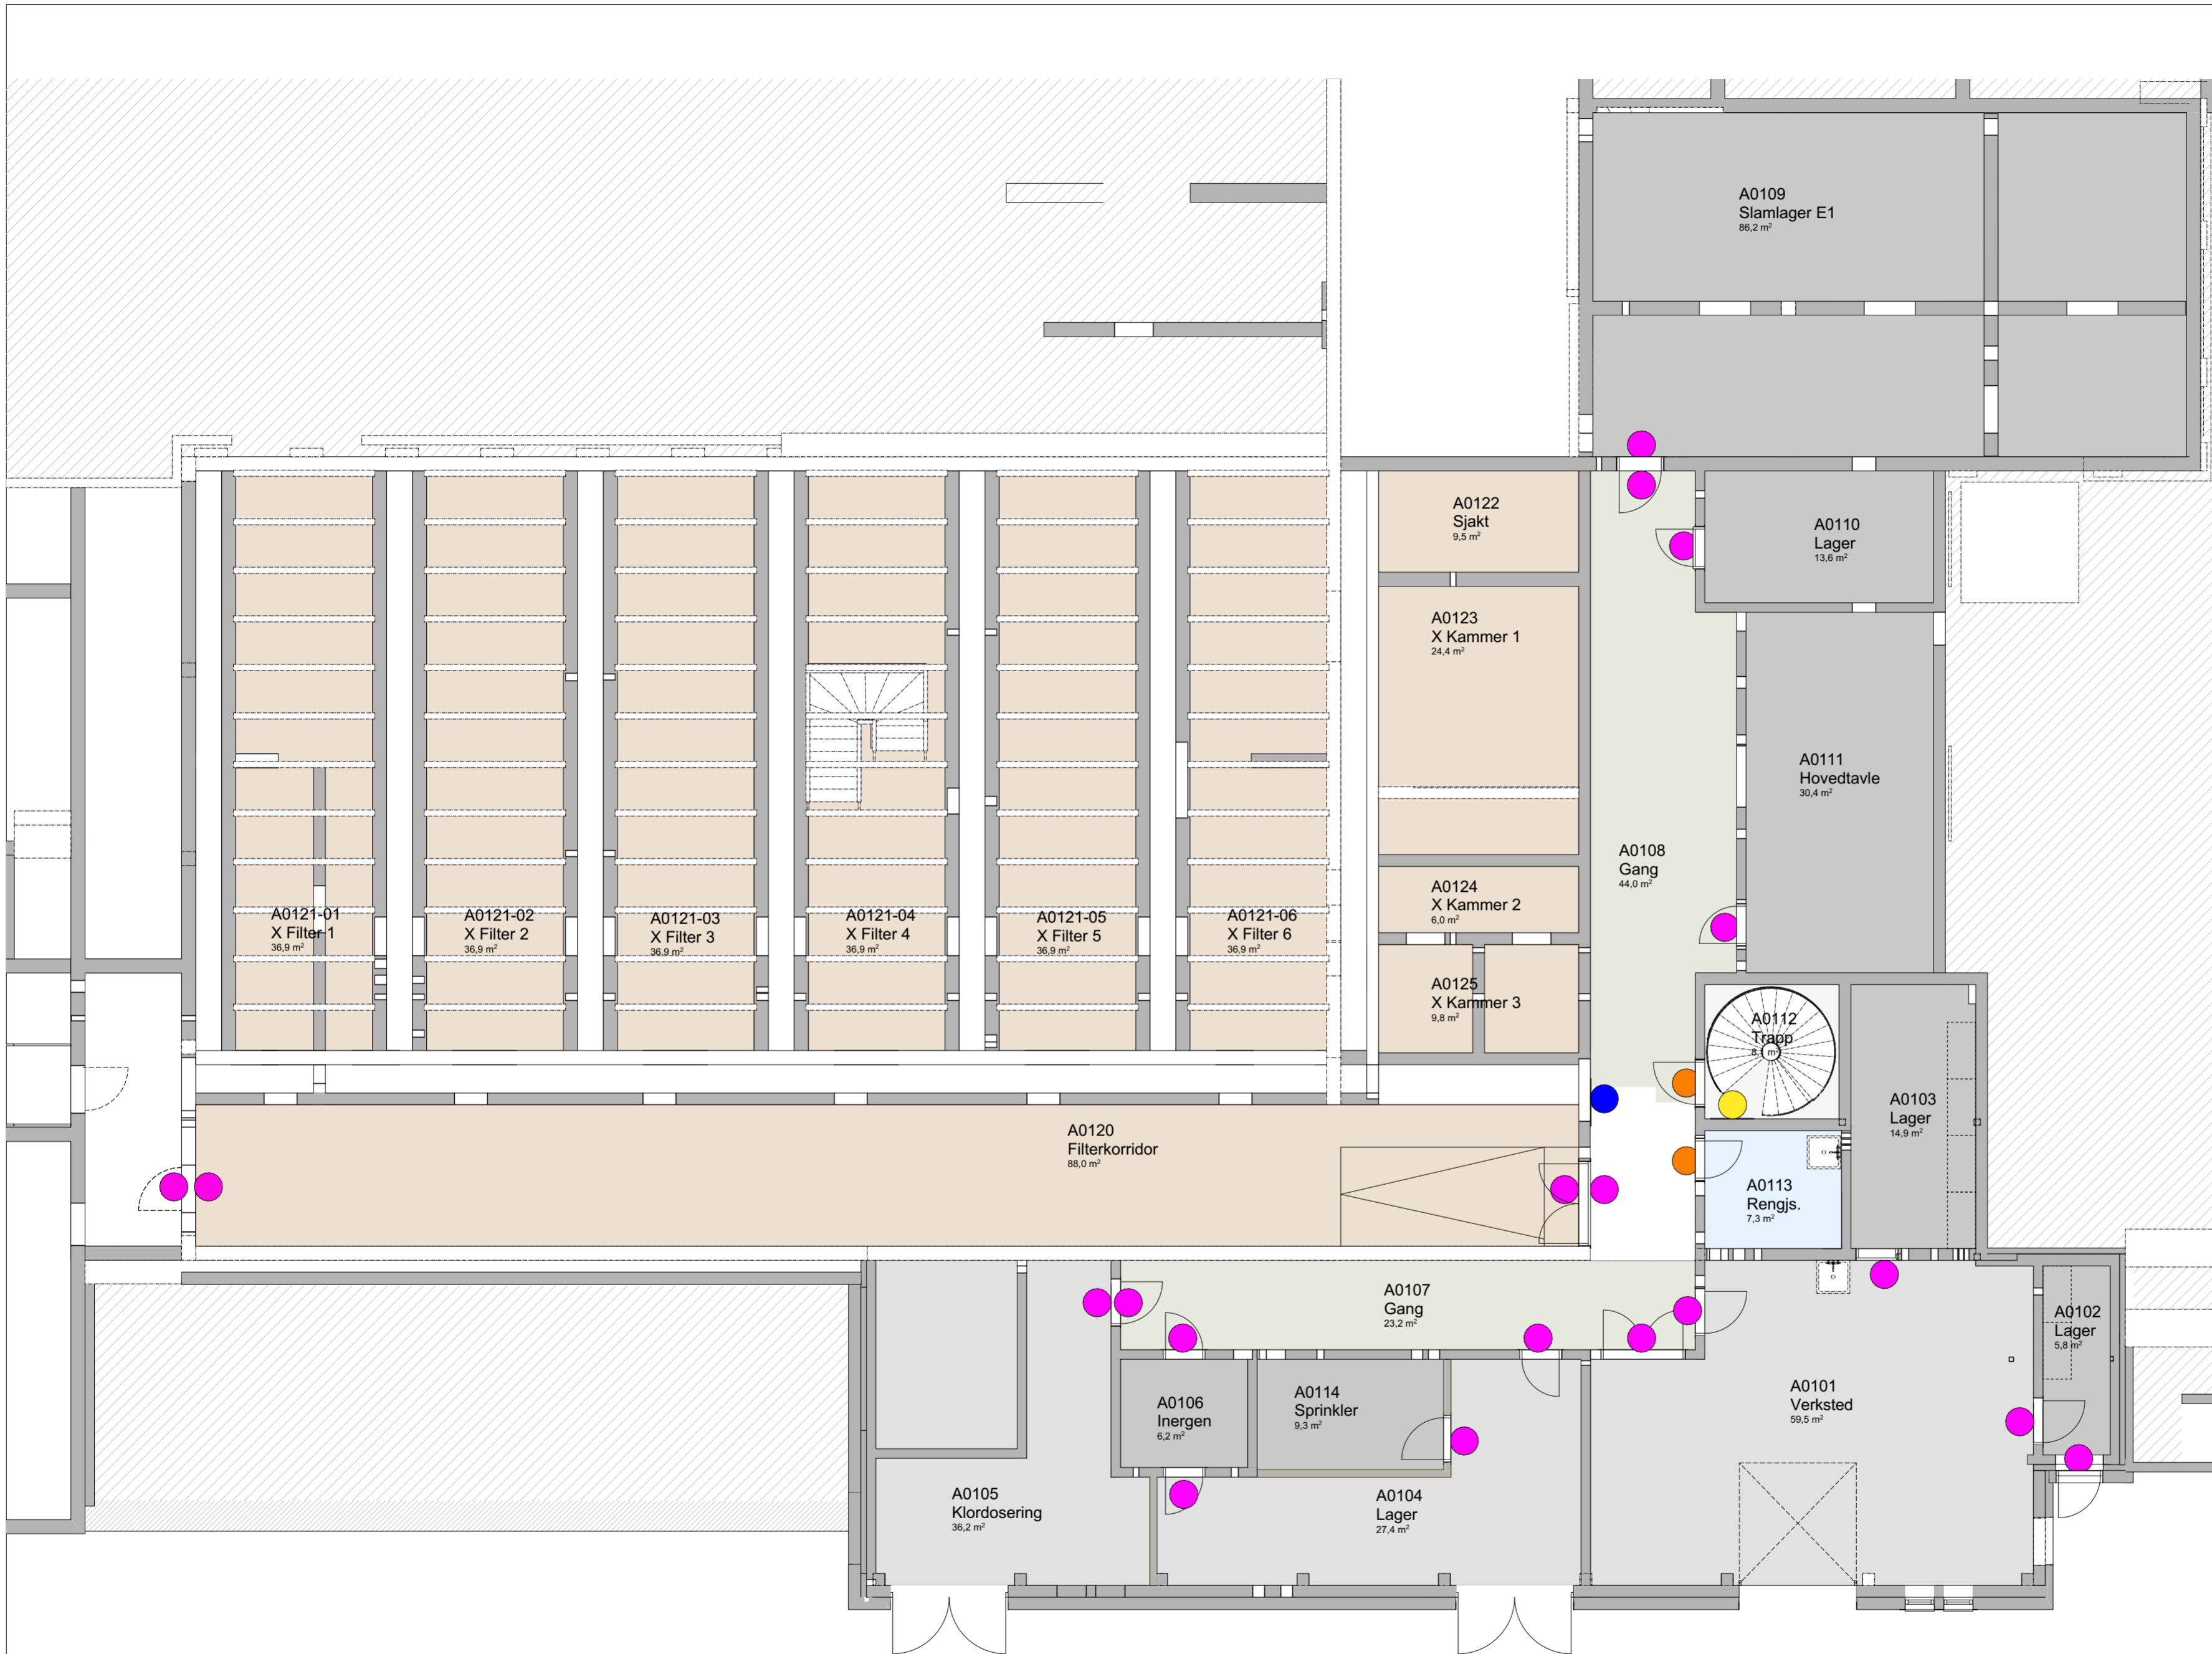 A0109
Slamlager E1
86,2 m²
A0122
Sjakt
9,5 m²
A0110
Lager
13,6 m²
A0123
X Kammer 1
24,4 m²
A0111
Hovedtavle
30,4 m²
A0108
Gang
44,0 m²
A0121-01
X Filter 1
36,9 m²
A0121-02
X Filter 2
36,9 m²
A0121-03
X Filter 3
36,9 m²
A0121-04
X Filter 4
36,9 m²
A0121-05
X Filter 5
36,9 m²
A0121-06
X Filter 6
36,9 m²
A0124
X Kammer 2
6,0 m²
A0125
X Kammer 3
9,8 m²
A0112
Trapp
m²
A0103
Lager
14,9 m²
A0120
Filterkorridor
88,0 m²
A0113
Rengjs.
7,3 m²
A0107
Gang
23,2 m²
A0102
Lager
5,8 m²
A0106
Inergen
6,2 m²
A0114
Sprinkler
9,3 m²
A0101
Verksted
59,5 m²
A0105
Klordosering
36,2 m²
A0104
Lager
27,4 m²